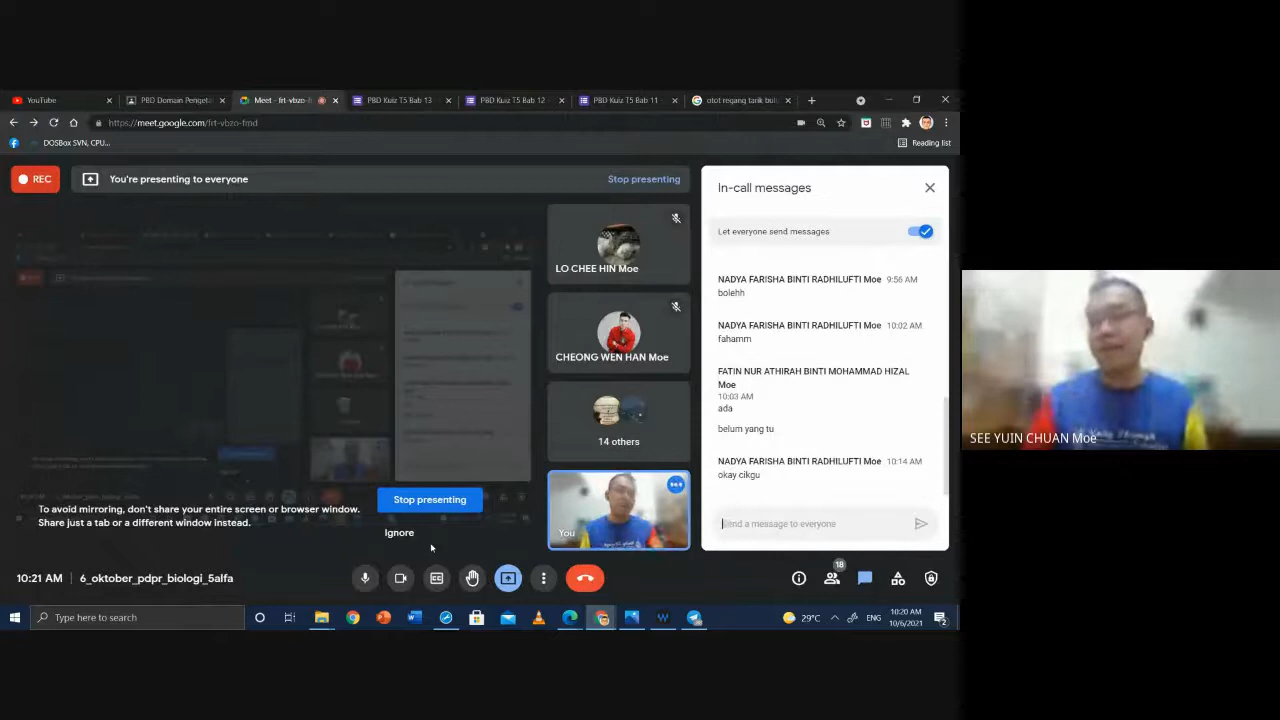 YouTube
PBD Domain Penget
Meet - frt-vbzo-f
PBD Kuiz T5 Bab 13
PBD Kuiz T5 Bab 12
PBD Kuiz T5 Bab 11
otot regang tarik bul
https://meet.google.com/frt-vbzo-fmd
DOSBox SVN, CPU...
Reading list
REC
You're presenting to everyone
Stop presenting
LO CHEE HIN Moe
CHEONG WEN HAN Moe
14 others
You
To avoid mirroring, don't share your entire screen or browser window.
Share just a tab or a different window instead.
Stop presenting
Ignore
In-call messages
Let everyone send messages
NADYA FARISHA BINTI RADHILUFTI Moe 9:56 AM
bolehh
NADYA FARISHA BINTI RADHILUFTI Moe 10:02 AM
fahamm
FATIN NUR ATHIRAH BINTI MOHAMMAD HIZAL
Moe
10:03 AM
ada
belum yang tu
NADYA FARISHA BINTI RADHILUFTI Moe 10:14 AM
okay cikgu
Send a message to everyone
SEE YUIN CHUAN Moe
10:21 AM | 6_oktober_pdpr_biologi_5alfa
18
Type here to search
29°C
ENG
10:20 AM
10/6/2021
2